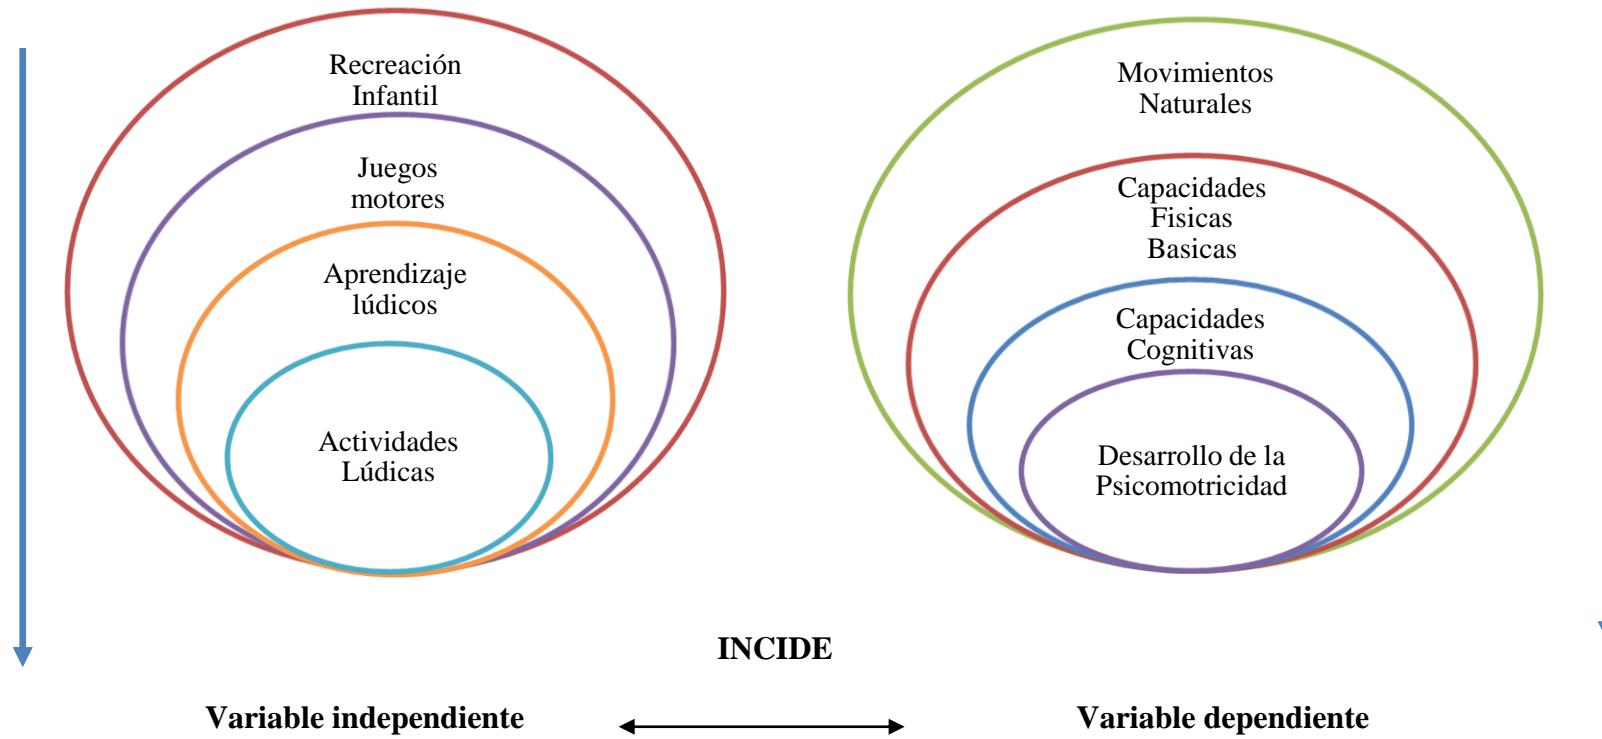 Recreación
Infantil
Juegos
motores
Aprendizaje
lúdicos
Actividades
Lúdicas
Movimientos
Naturales
Capacidades
Fisicas
Basicas
Capacidades
Cognitivas
Desarrollo de la
Psicomotricidad
INCIDE
Variable independiente
Variable dependiente